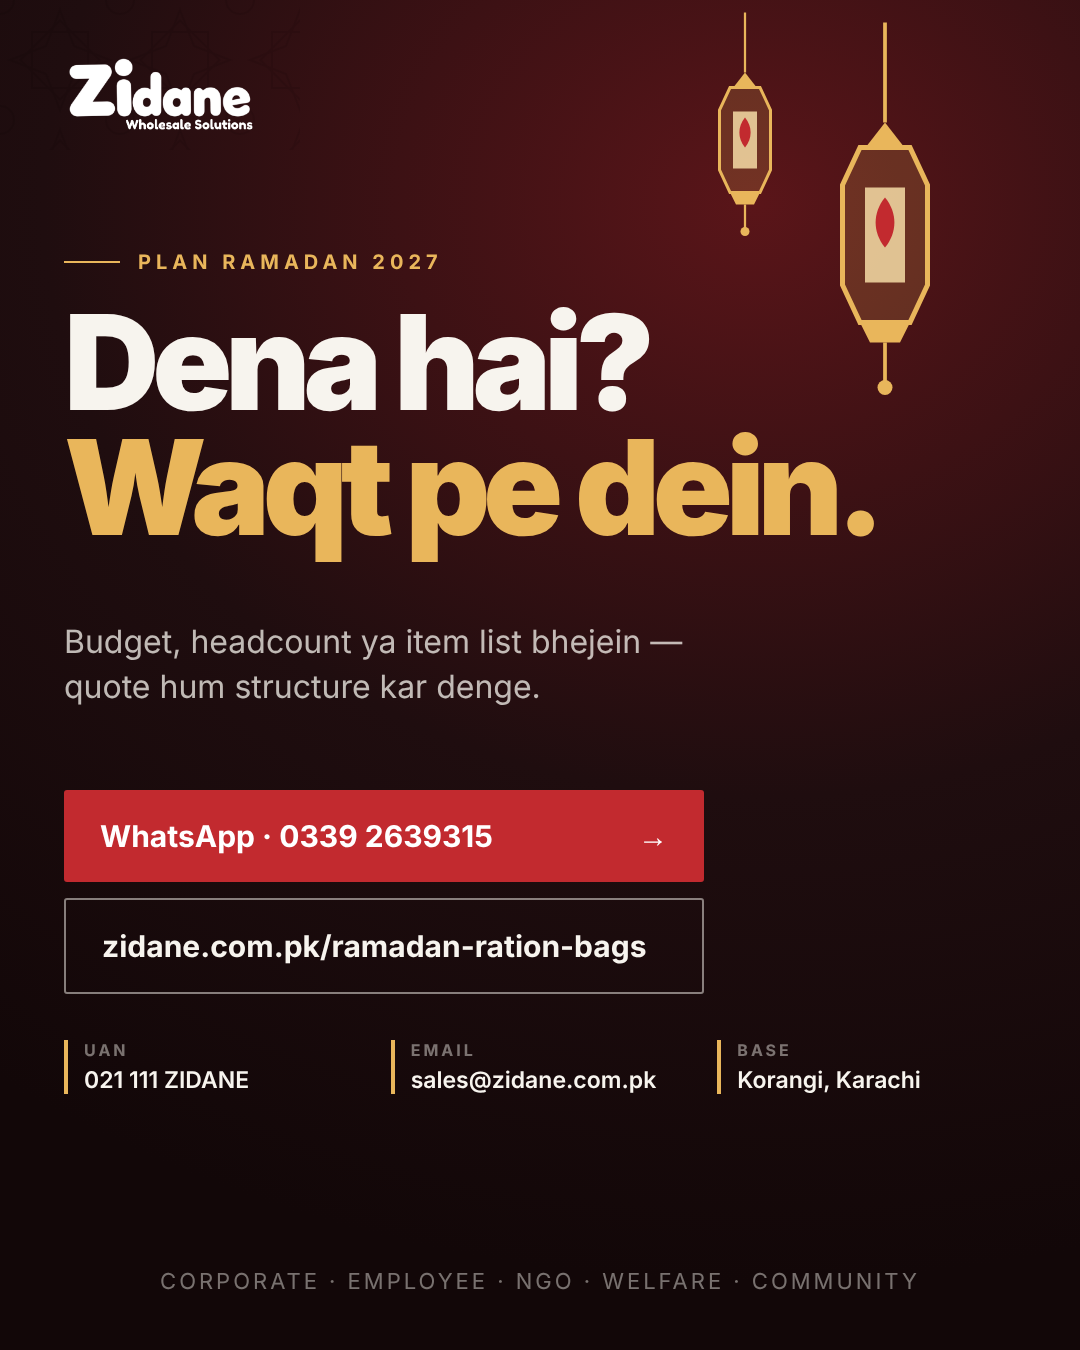 Zidane
Wholesale Solutions
PLAN RAMADAN 2027
Dena hai?
Waqt pe dein.
Budget, headcount ya item list bhejein —
quote hum structure kar denge.
WhatsApp · 0339 2639315 →
zidane.com.pk/ramadan-ration-bags
UAN
021 111 ZIDANE
EMAIL
sales@zidane.com.pk
BASE
Korangi, Karachi
CORPORATE · EMPLOYEE · NGO · WELFARE · COMMUNITY